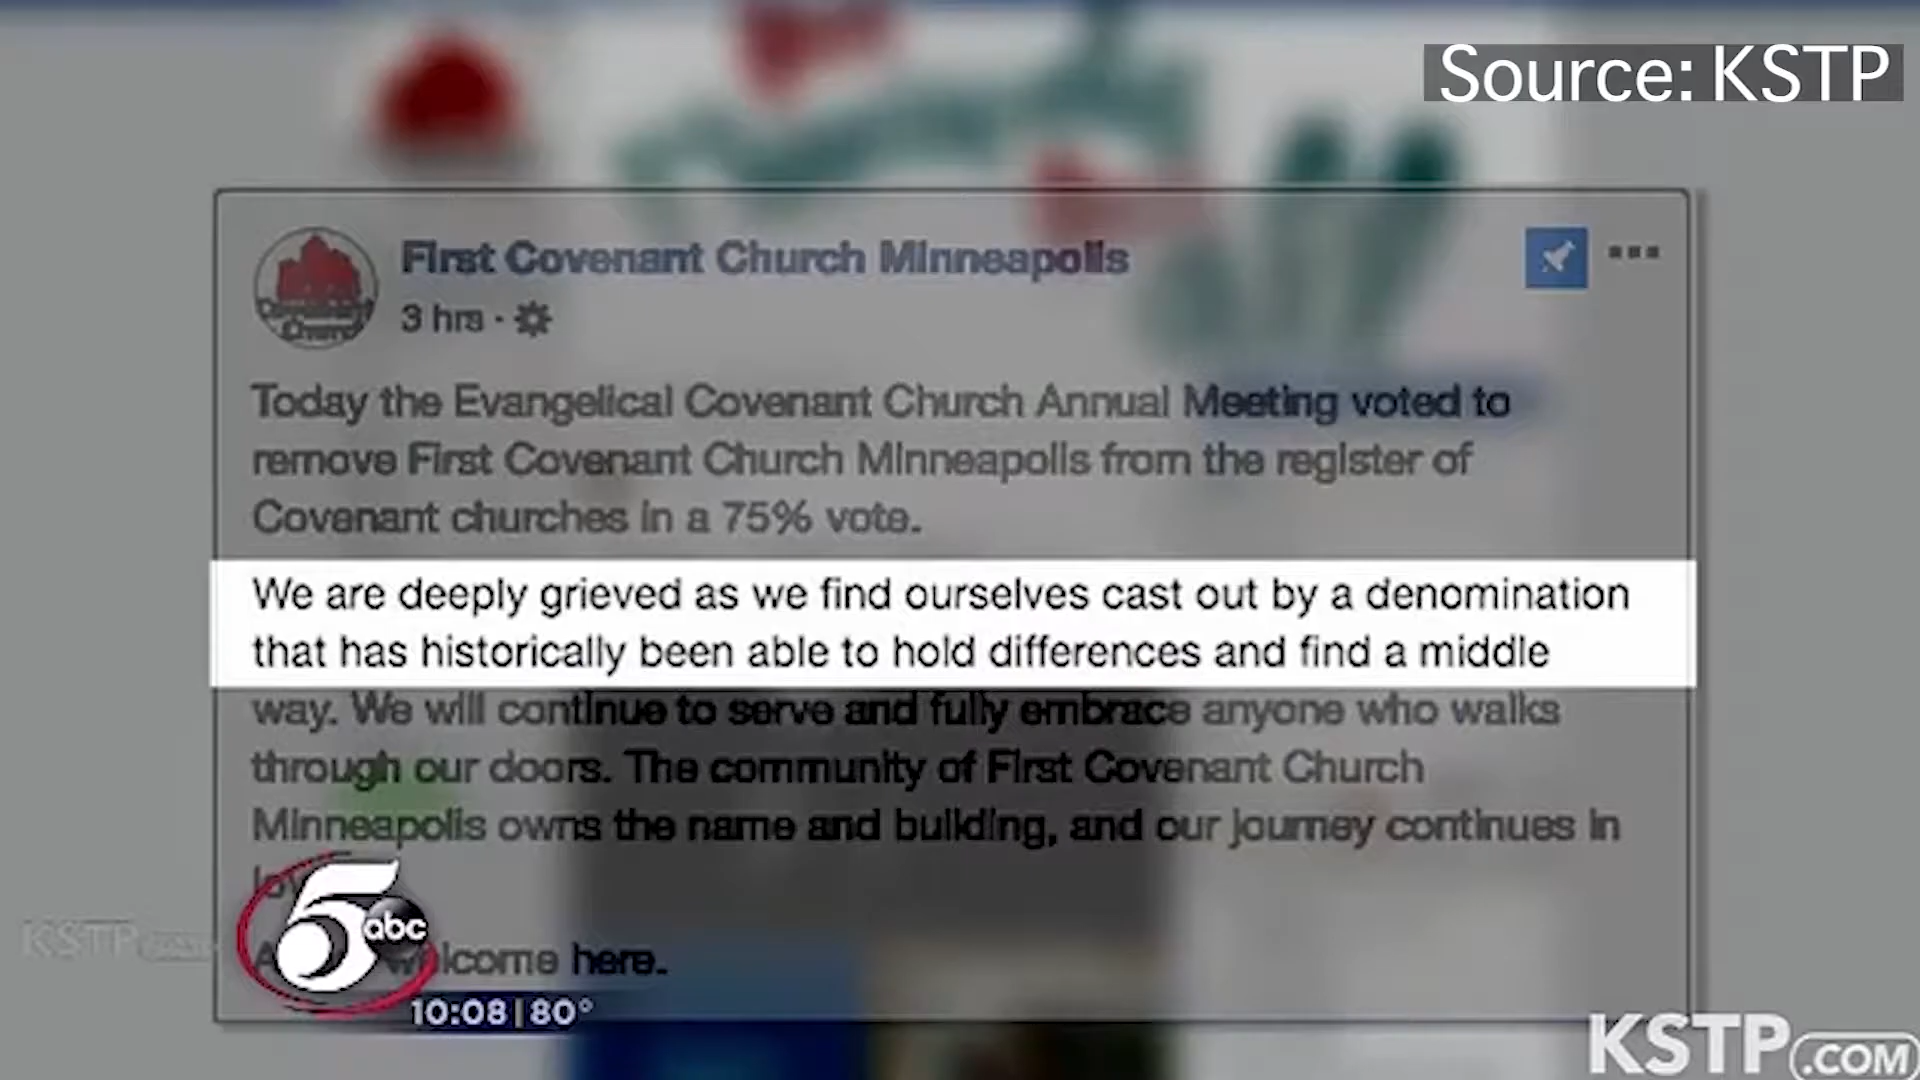 Source: KSTP
First Covenant Church Minneapolis
3 hrs ·
Today the Evangelical Covenant Church Annual Meeting voted to
remove First Covenant Church Minneapolis from the register of
Covenant churches in a 75% vote.
We are deeply grieved as we find ourselves cast out by a denomination
that has historically been able to hold differences and find a middle
way. We will continue to serve and fully embrace anyone who walks
through our doors. The community of First Covenant Church
Minneapolis owns the name and building, and our journey continues in
here.
5 abc
10:08 | 80°
KSTP
KSTP.COM
Covenant
Church